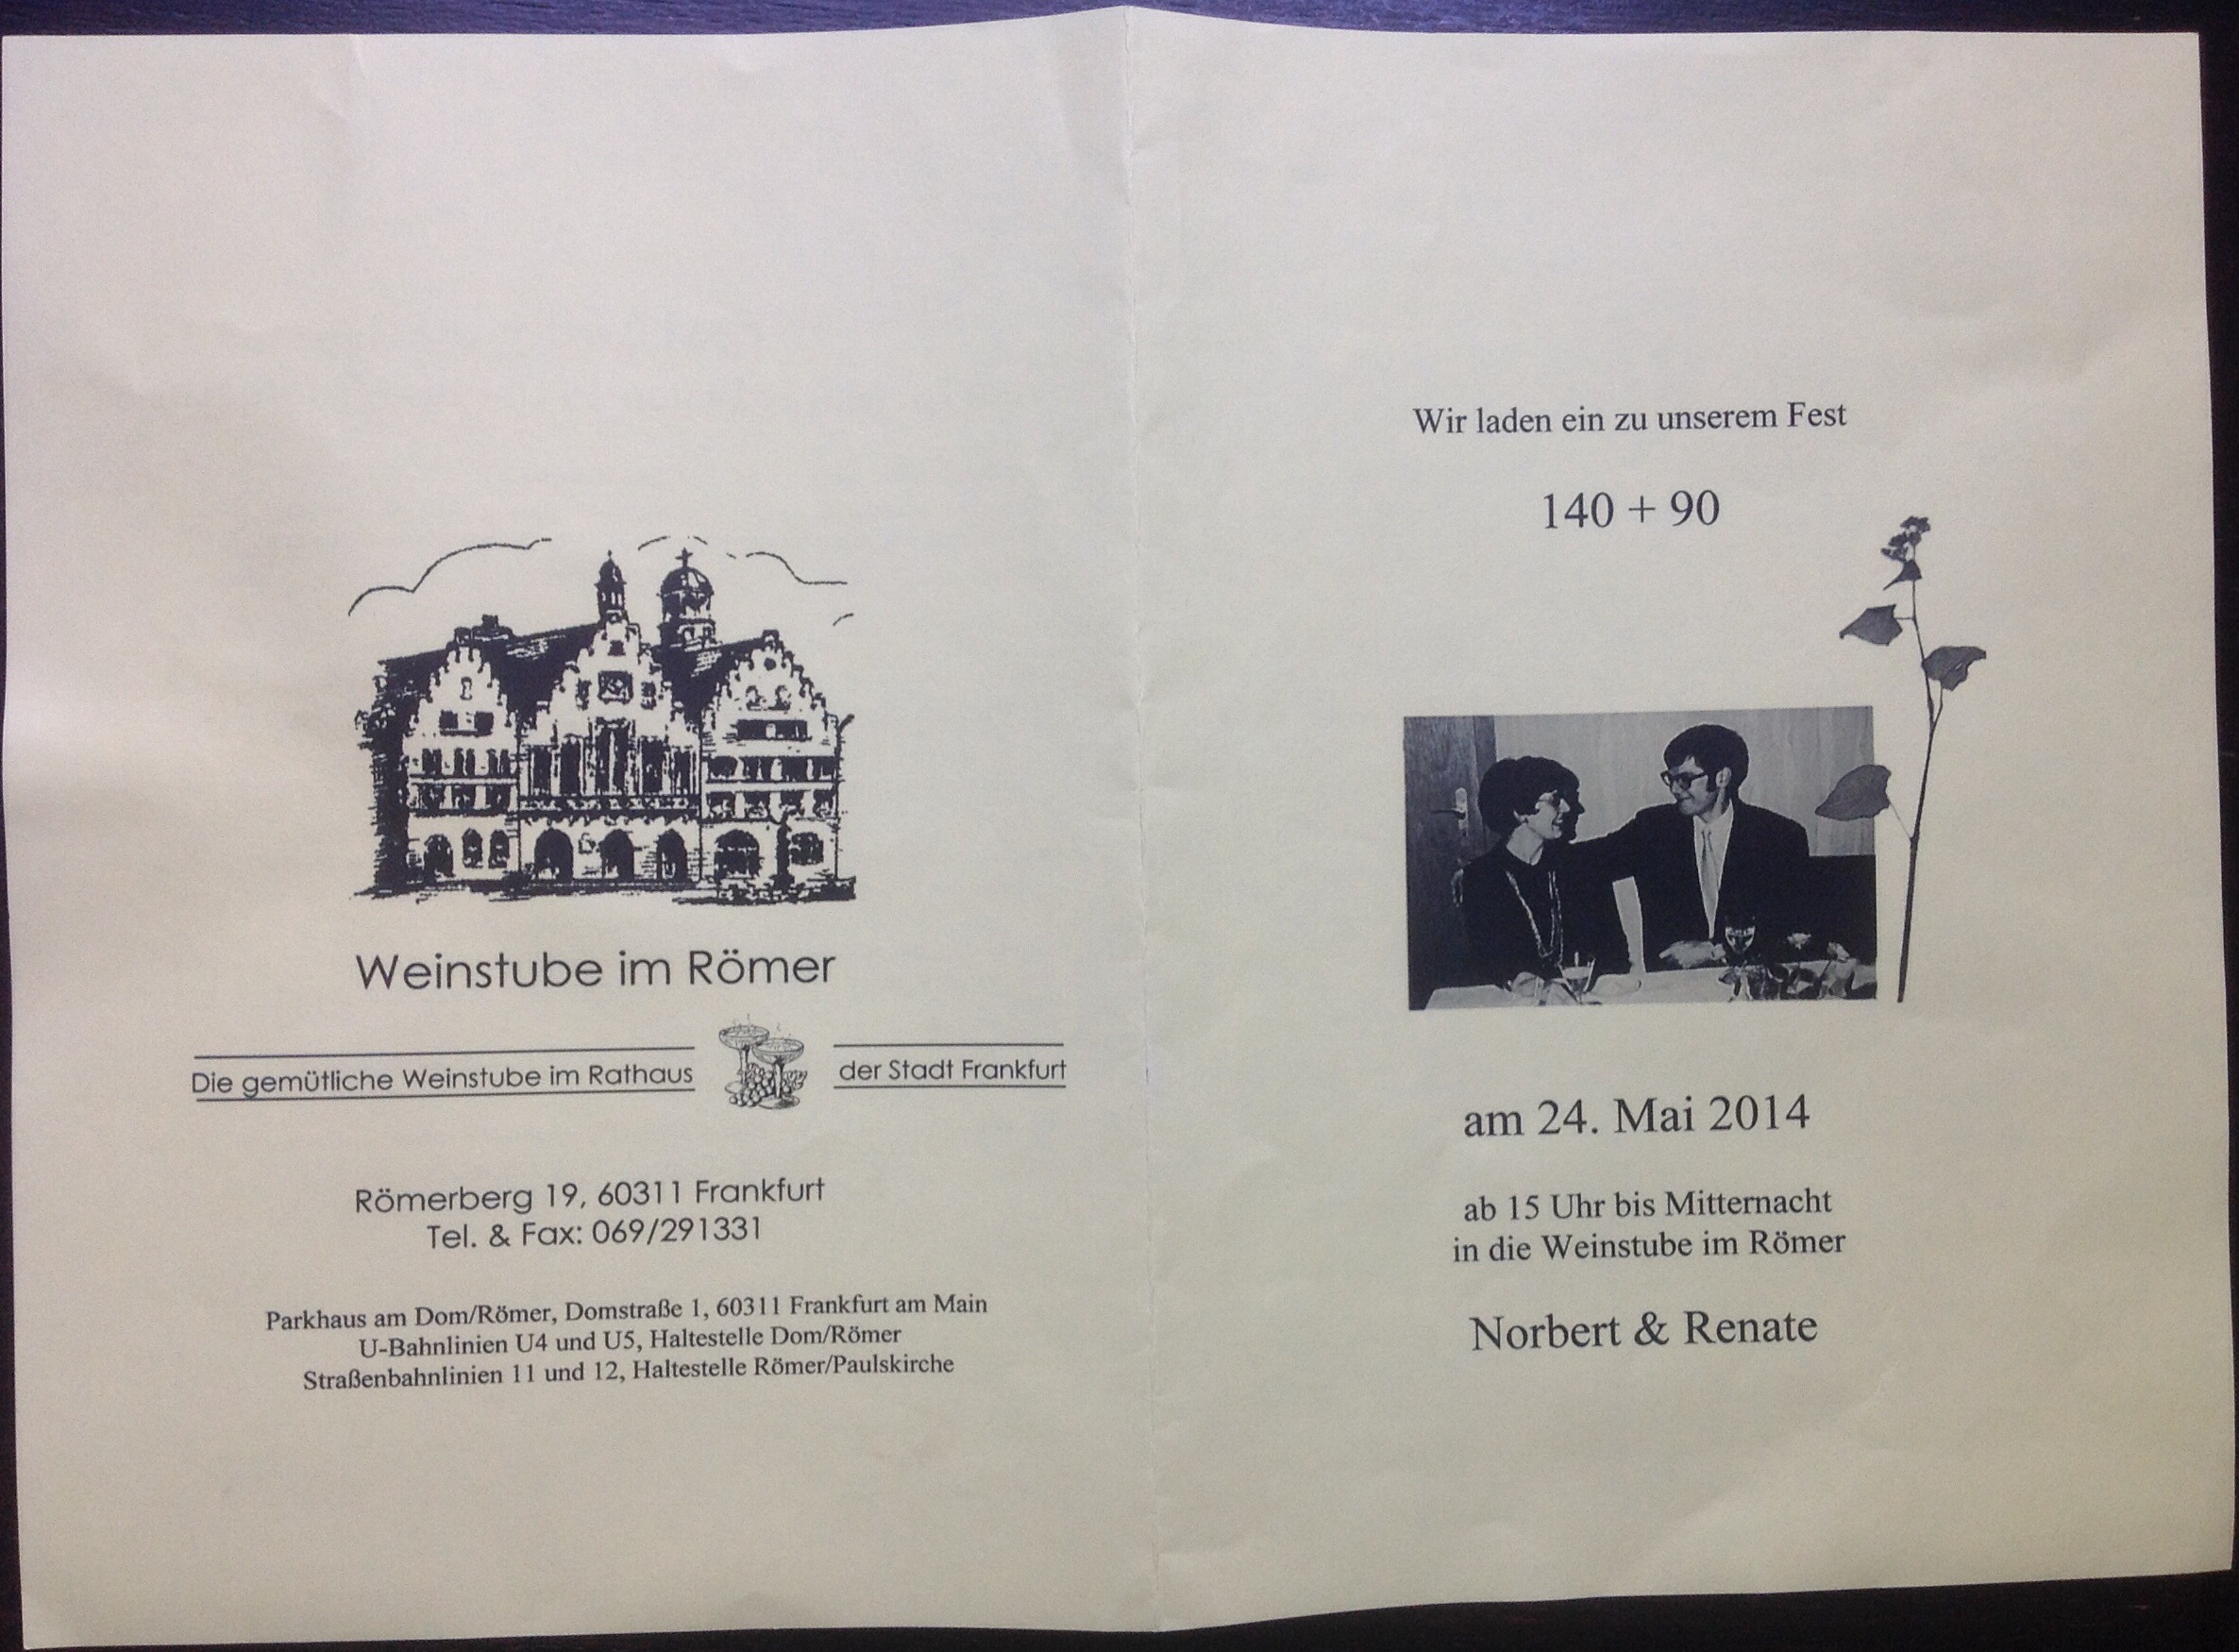 Weinstube im Römer
Die gemütliche Weinstube im Rathaus der Stadt Frankfurt
Römerberg 19, 60311 Frankfurt
Tel. & Fax: 069/291331
Parkhaus am Dom/Römer, Domstraße 1, 60311 Frankfurt am Main
U-Bahnlinien U4 und U5, Haltestelle Dom/Römer
Straßenbahnlinien 11 und 12, Haltestelle Römer/Paulskirche
Wir laden ein zu unserem Fest
140 + 90
am 24. Mai 2014
ab 15 Uhr bis Mitternacht
in die Weinstube im Römer
Norbert & Renate